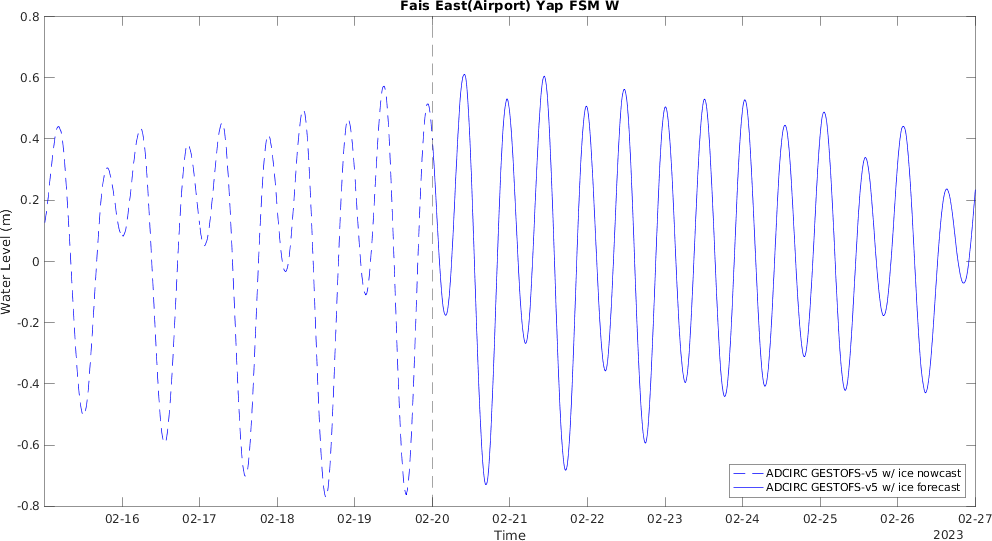 Fais East(Airport) Yap FSM W
0.8
0.6
0.4
0.2
0
-0.2
-0.4
-0.6
-0.8
Water Level (m)
ADCIRC GESTOFS-v5 w/ ice nowcast
ADCIRC GESTOFS-v5 w/ ice forecast
02-16 02-17 02-18 02-19 02-20 02-21 02-22 02-23 02-24 02-25 02-26 02-27
Time
2023